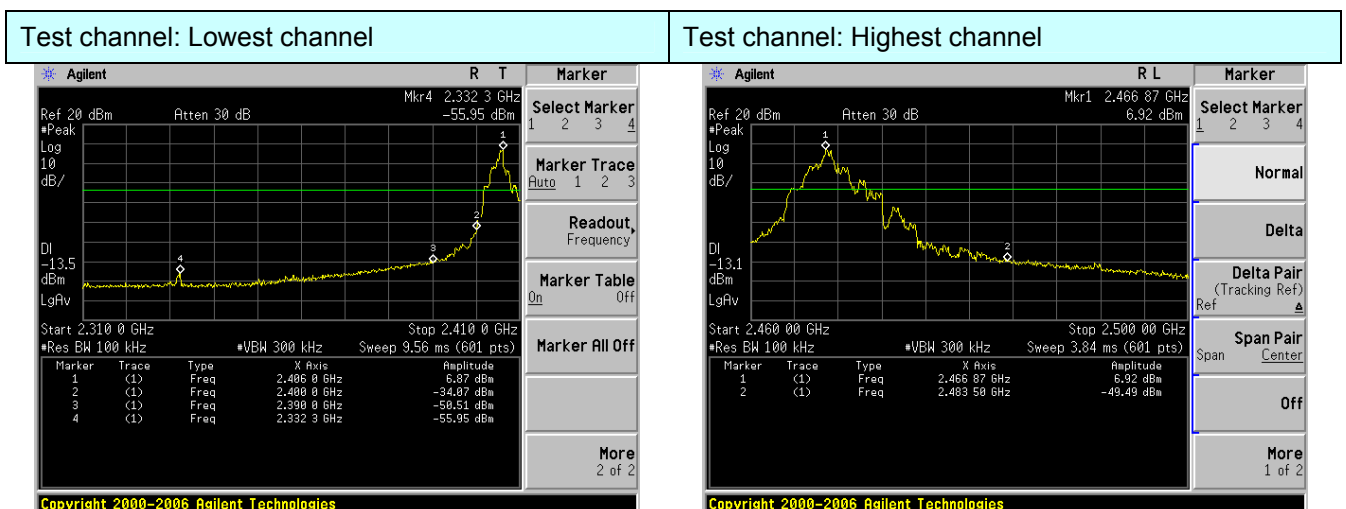 Test channel: Lowest channel
Test channel: Highest channel
Agilent R T
Mkr4 2.332 3 GHz
Ref 20 dBm Atten 30 dB -55.95 dBm
#Peak
Log
10
dB/
1
2
3
4
DI
-13.5
dBm
LgAv
Start 2.310 0 GHz Stop 2.410 0 GHz
#Res BW 100 kHz #VBW 300 kHz Sweep 9.56 ms (601 pts)
Marker Trace Type X Axis Amplitude
1 (1) Freq 2.406 0 GHz 6.87 dBm
2 (1) Freq 2.400 0 GHz -34.07 dBm
3 (1) Freq 2.390 0 GHz -50.51 dBm
4 (1) Freq 2.332 3 GHz -55.95 dBm
Copyright 2000-2006 Agilent Technologies
Marker
Select Marker
1 2 3 4
Marker Trace
Auto 1 2 3
Readout
Frequency
Marker Table
On Off
Marker All Off
More
2 of 2
Agilent R L
Mkr1 2.466 87 GHz
Ref 20 dBm Atten 30 dB 6.92 dBm
#Peak
Log
10
dB/
1
2
DI
-13.1
dBm
LgAv
Start 2.460 00 GHz Stop 2.500 00 GHz
#Res BW 100 kHz #VBW 300 kHz Sweep 3.84 ms (601 pts)
Marker Trace Type X Axis Amplitude
1 (1) Freq 2.466 87 GHz 6.92 dBm
2 (1) Freq 2.483 50 GHz -49.49 dBm
Copyright 2000-2006 Agilent Technologies
Marker
Select Marker
1 2 3 4
Normal
Delta
Delta Pair
(Tracking Ref)
Ref Δ
Span Pair
Span Center
Off
More
1 of 2